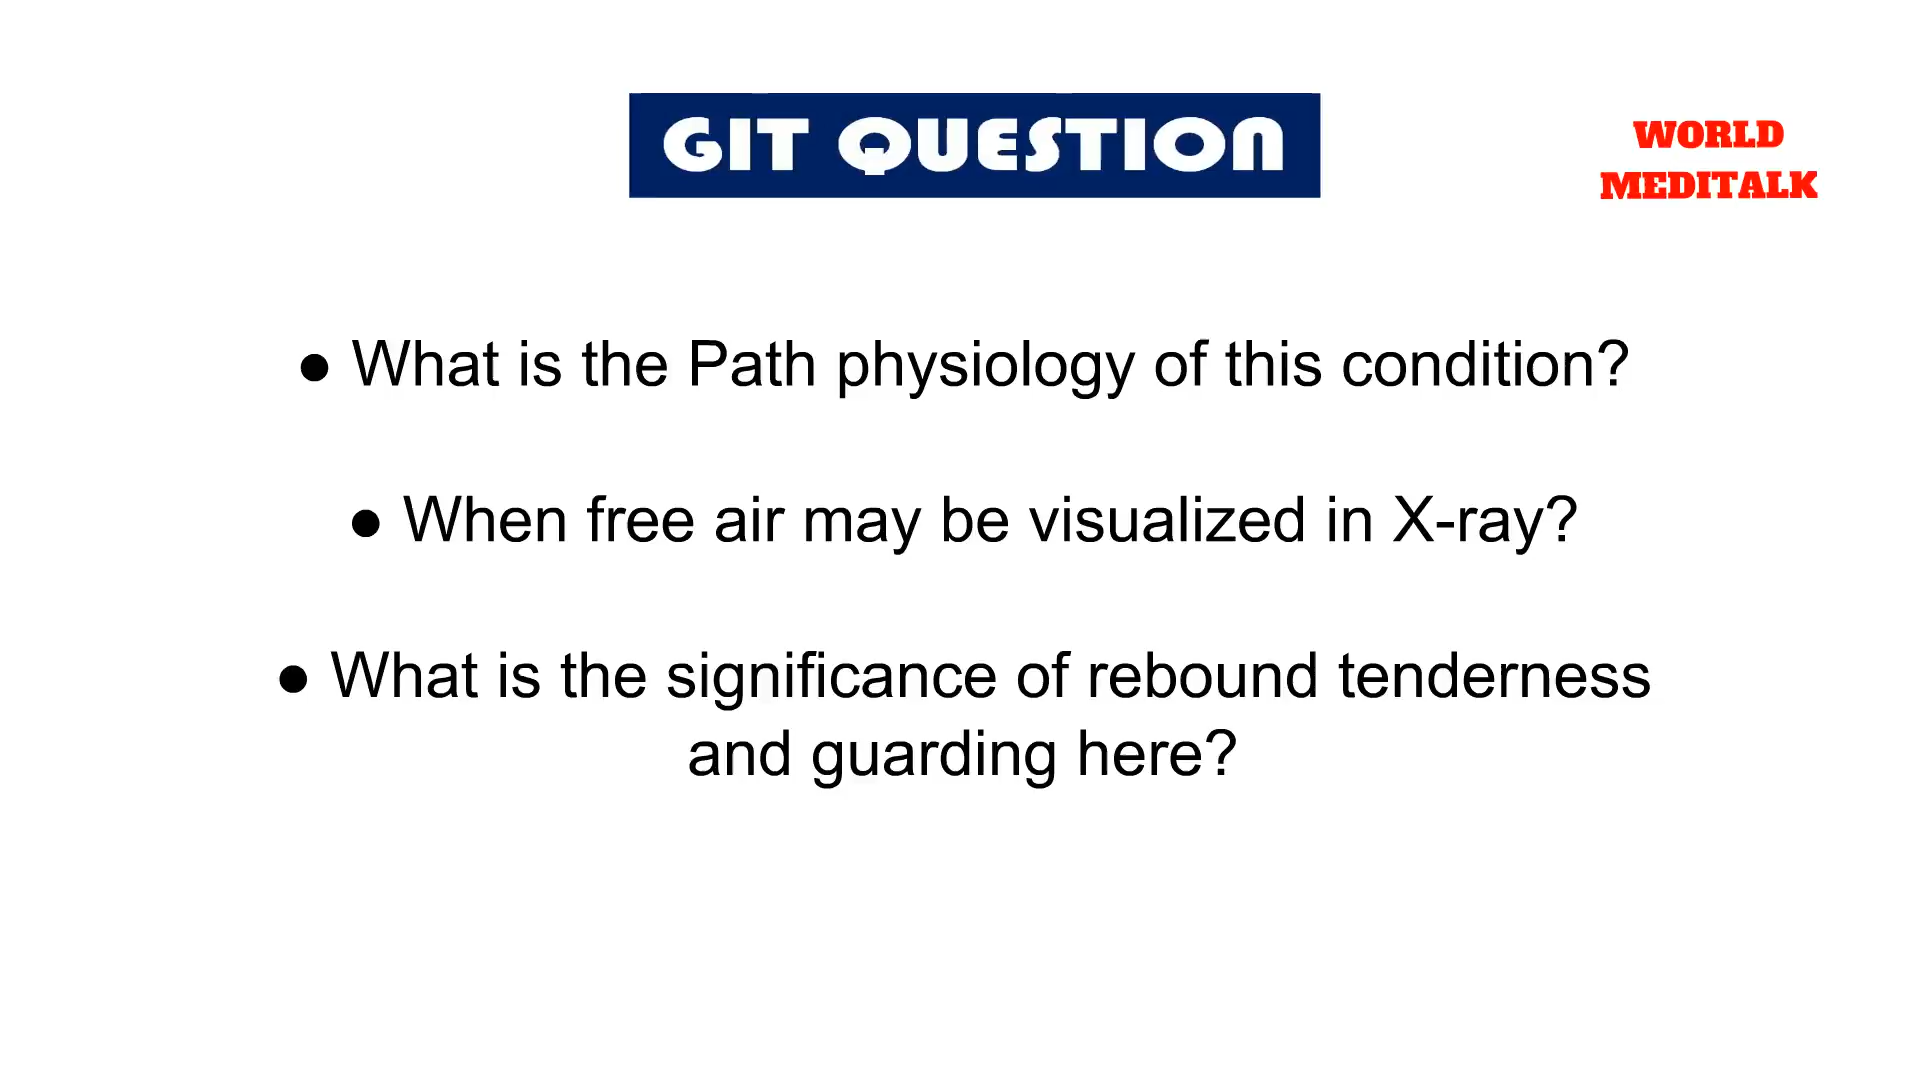 GIT QUESTION
WORLD
MEDITALK
● What is the Path physiology of this condition?
● When free air may be visualized in X-ray?
● What is the significance of rebound tenderness
and guarding here?